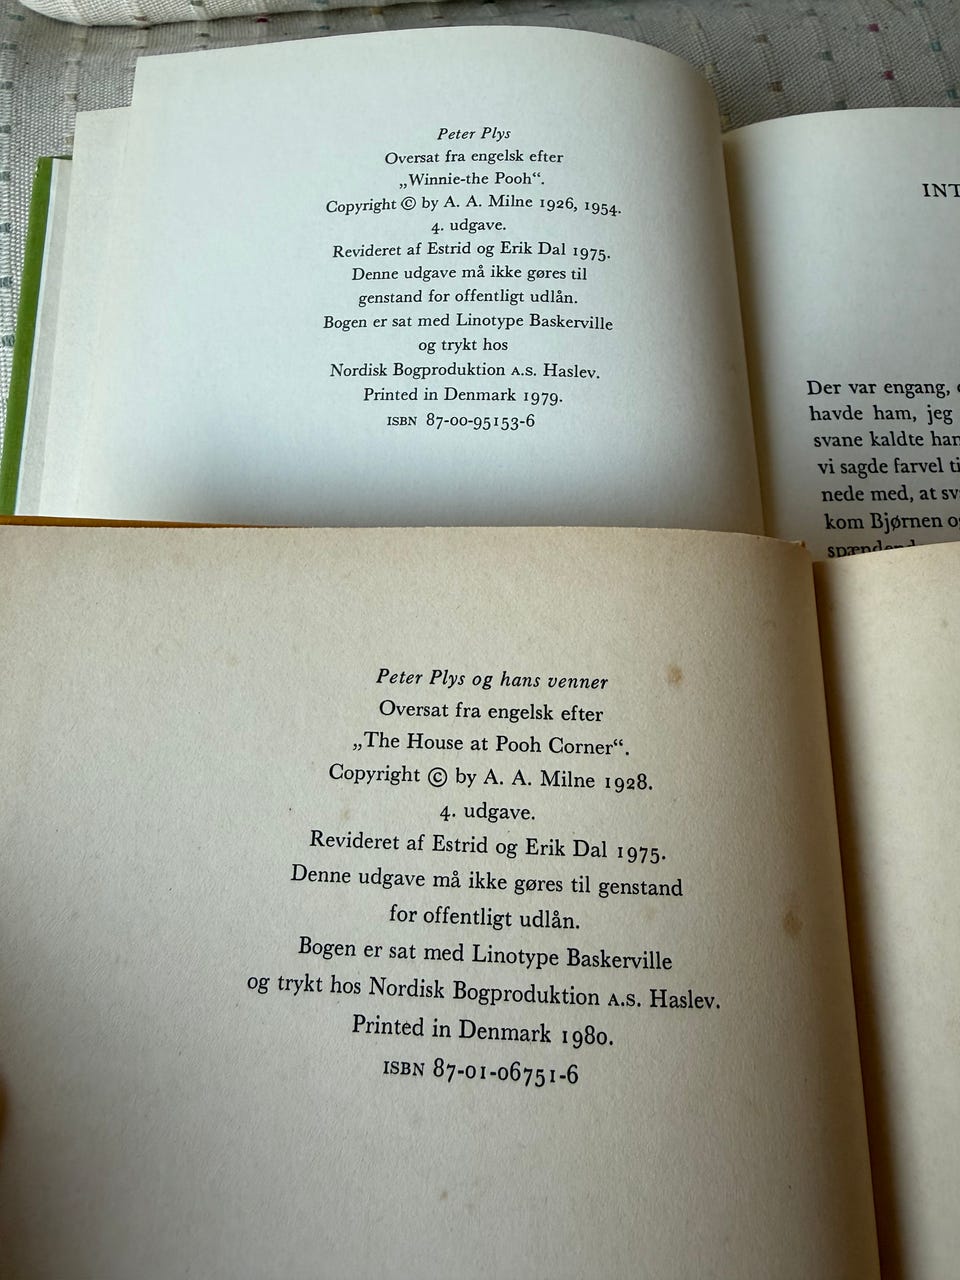 Peter Plys
Oversat fra engelsk efter
„Winnie-the Pooh“.
Copyright © by A. A. Milne 1926, 1954.
4. udgave.
Revideret af Estrid og Erik Dal 1975.
Denne udgave må ikke gøres til
genstand for offentligt udlån.
Bogen er sat med Linotype Baskerville
og trykt hos
Nordisk Bogproduktion A.S. Haslev.
Printed in Denmark 1979.
ISBN 87-00-95153-6
INT
Der var engang,
havde ham, jeg
svane kaldte har
vi sagde farvel ti
nede med, at sv
kom Bjørnen o
Peter Plys og hans venner
Oversat fra engelsk efter
„The House at Pooh Corner“.
Copyright © by A. A. Milne 1928.
4. udgave.
Revideret af Estrid og Erik Dal 1975.
Denne udgave må ikke gøres til genstand
for offentligt udlån.
Bogen er sat med Linotype Baskerville
og trykt hos Nordisk Bogproduktion A.S. Haslev.
Printed in Denmark 1980.
ISBN 87-01-06751-6